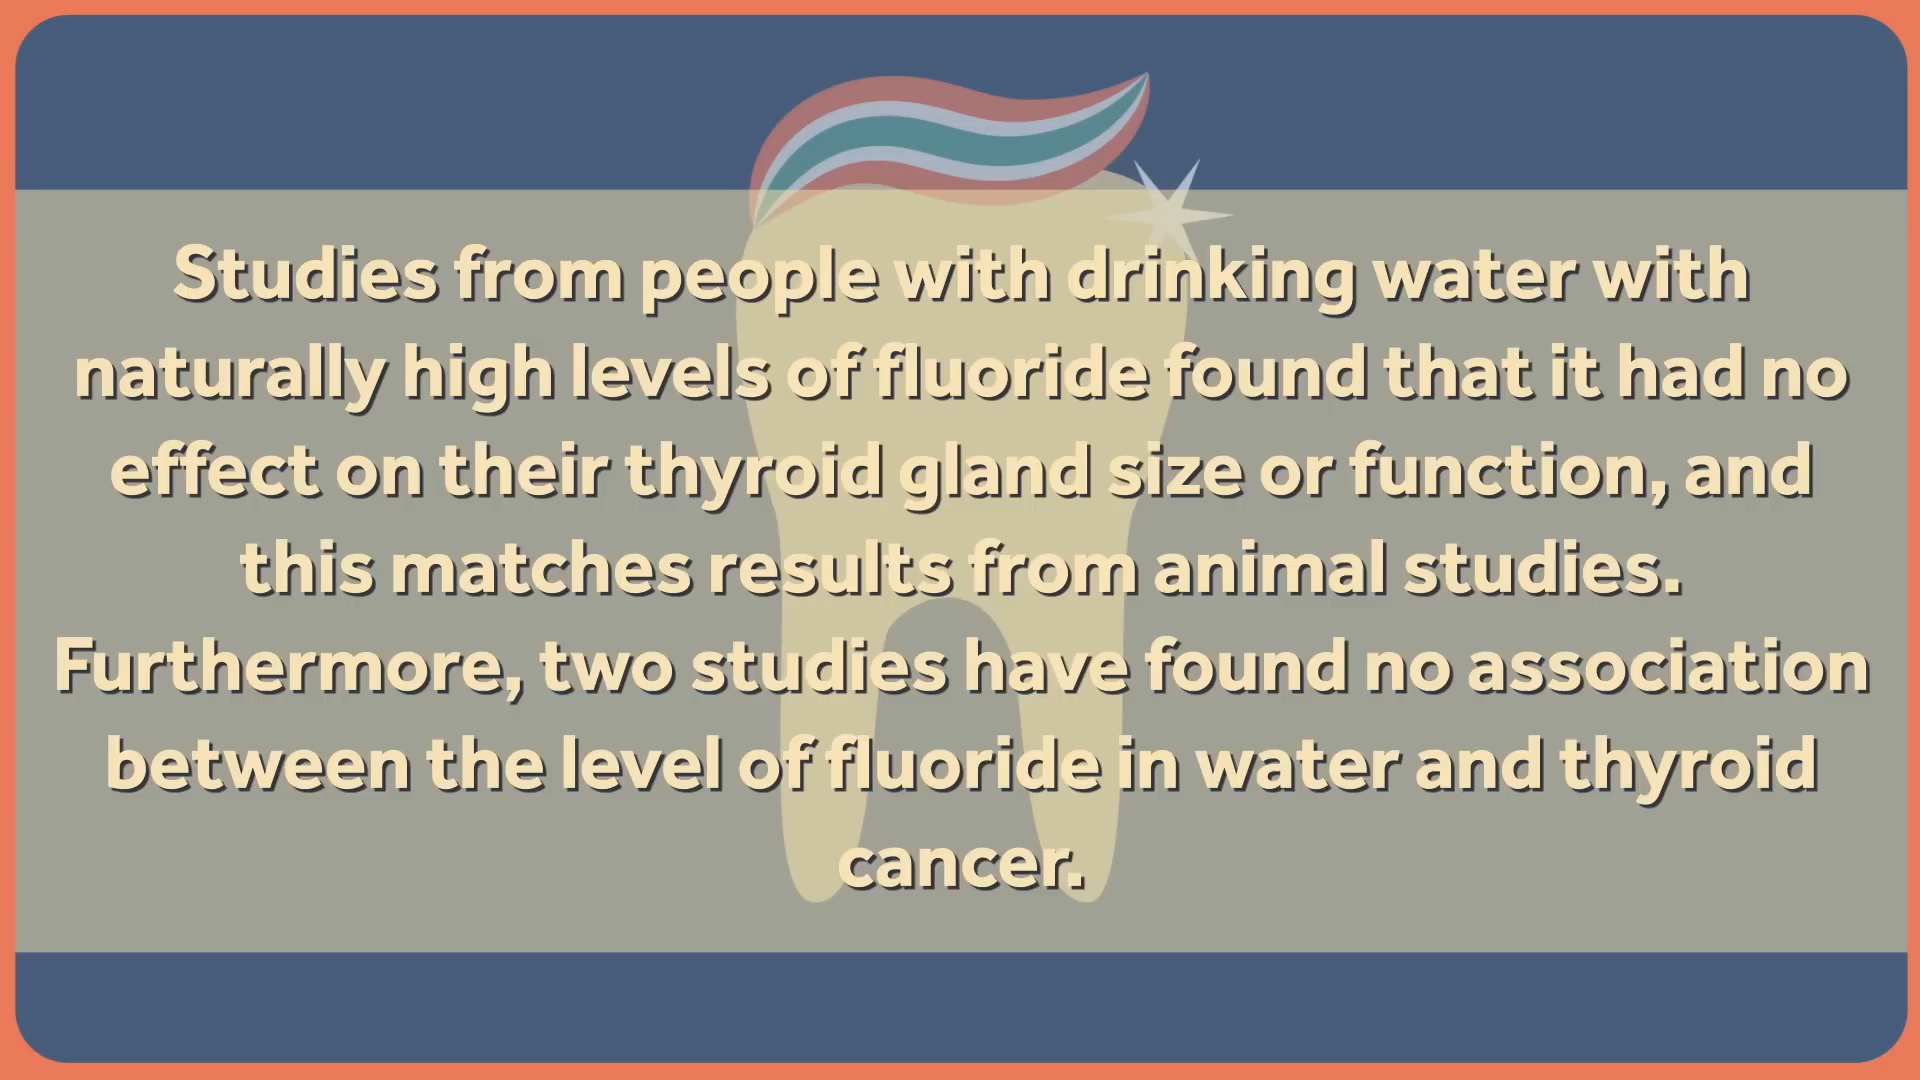 Studies from people with drinking water with
naturally high levels of fluoride found that it had no
effect on their thyroid gland size or function, and
this matches results from animal studies.
Furthermore, two studies have found no association
between the level of fluoride in water and thyroid
cancer.